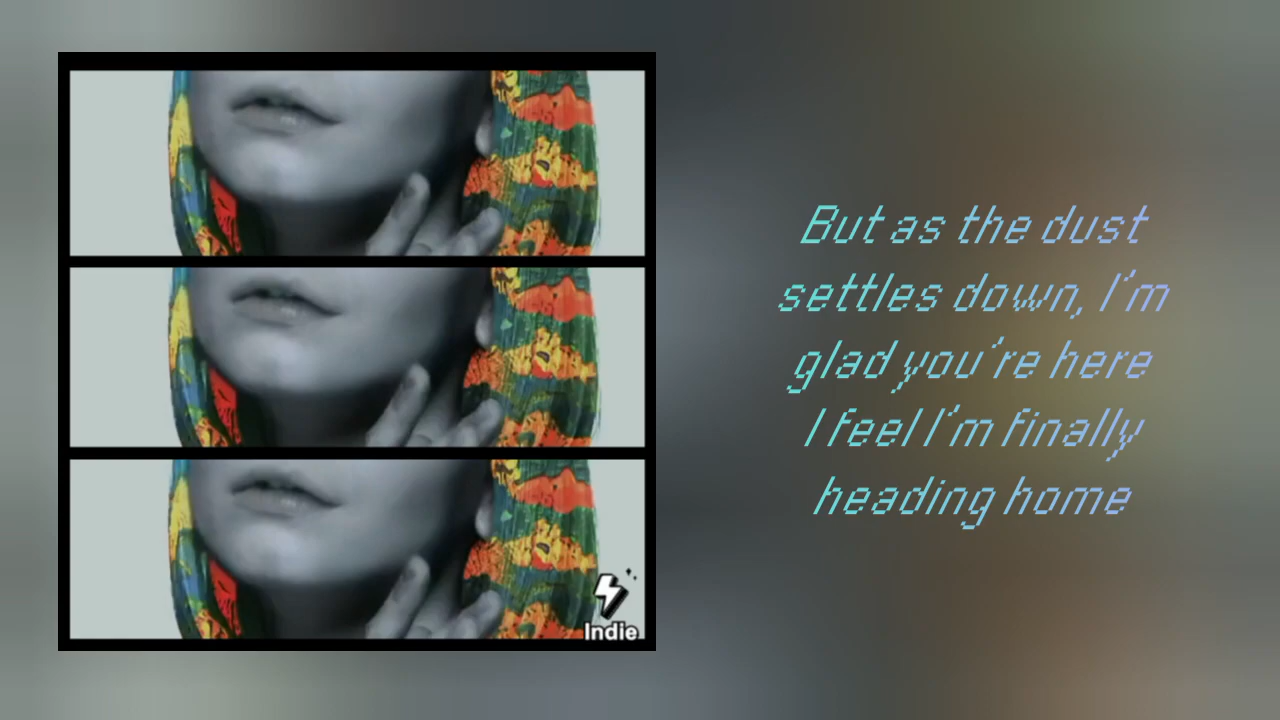 But as the dust
settles down, I'm
glad you're here
I feel I'm finally
heading home
Indie